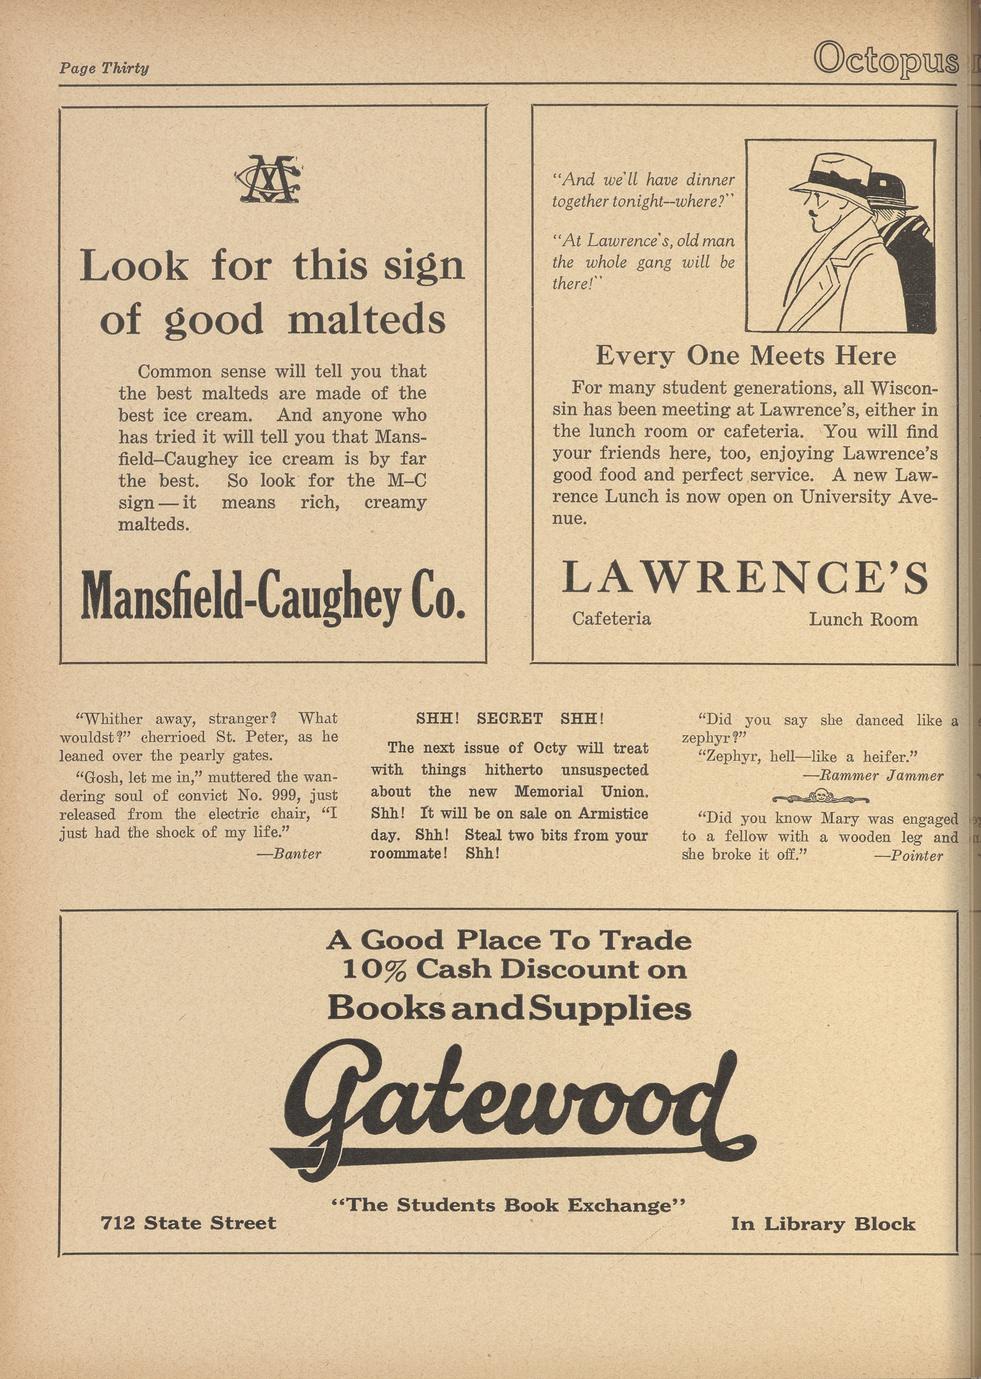 Page Thirty
Octopus
MC
Look for this sign
of good malteds
Common sense will tell you that
the best malteds are made of the
best ice cream. And anyone who
has tried it will tell you that Mans-
field–Caughey ice cream is by far
the best. So look for the M–C
sign—it means rich, creamy
malteds.
Mansfield-Caughey Co.
"And we'll have dinner
together tonight—where?"
"At Lawrence's, old man
the whole gang will be
there!"
Every One Meets Here
For many student generations, all Wiscon-
sin has been meeting at Lawrence's, either in
the lunch room or cafeteria. You will find
your friends here, too, enjoying Lawrence's
good food and perfect service. A new Law-
rence Lunch is now open on University Ave-
nue.
LAWRENCE'S
Cafeteria Lunch Room
"Whither away, stranger? What
wouldst?" cherrioed St. Peter, as he
leaned over the pearly gates.
"Gosh, let me in," muttered the wan-
dering soul of convict No. 999, just
released from the electric chair, "I
just had the shock of my life."
—Banter
SHH! SECRET SHH!
The next issue of Octy will treat
with things hitherto unsuspected
about the new Memorial Union.
Shh! It will be on sale on Armistice
day. Shh! Steal two bits from your
roommate! Shh!
"Did you say she danced like a
zephyr?"
"Zephyr, hell—like a heifer."
—Rammer Jammer
"Did you know Mary was engaged
to a fellow with a wooden leg and
she broke it off." —Pointer
A Good Place To Trade
10% Cash Discount on
Books and Supplies
Gatewood
"The Students Book Exchange"
712 State Street In Library Block